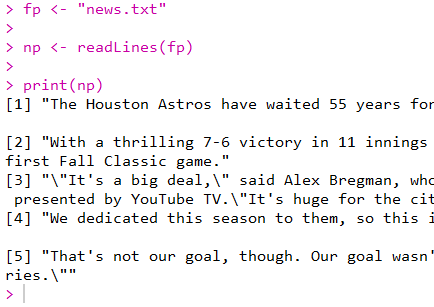 > fp <- "news.txt"
>
> np <- readLines(fp)
>
> print(np)
[1] "The Houston Astros have waited 55 years for
[2] "With a thrilling 7-6 victory in 11 innings
first Fall Classic game."
[3] "\"It's a big deal,\" said Alex Bregman, who
presented by YouTube TV.\"It's huge for the cit
[4] "We dedicated this season to them, so this i
[5] "That's not our goal, though. Our goal wasn'
ries.\""
>